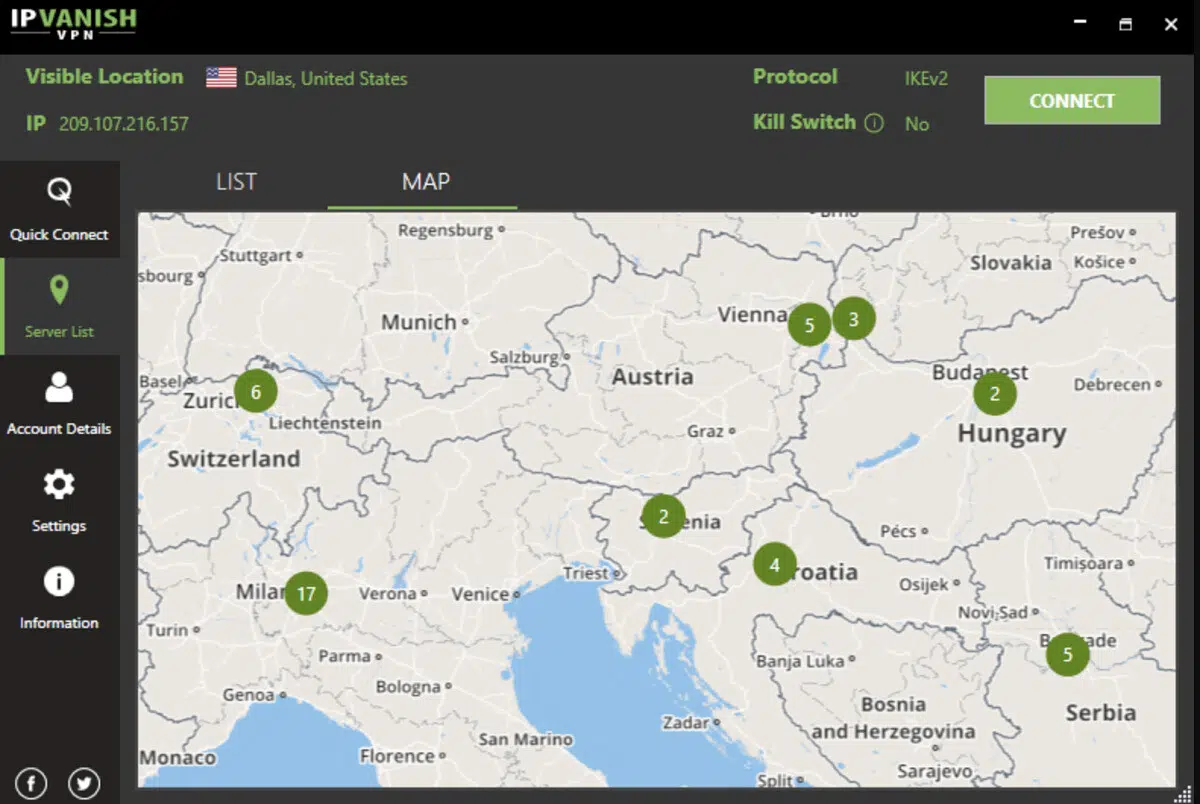 IPVANISH
VPN
Visible Location Dallas, United States
IP 209.107.216.157
Protocol IKEv2
Kill Switch No
CONNECT
Quick Connect
Server List
Account Details
Settings
Information
LIST MAP
Regensburg
Prešov
Stuttgart
Slovakia Košice
sbourg
Vienna 5 3
Munich
Salzburg
Budapest
Austria
Basel
Debrecen
6
2
Zuric
Liechtenstein
Graz
Hungary
Switzerland
2 enia
Pécs
4 roatia
Timișoara
Triest
Osijek
Milan 17 Verona Venice
Novi Sad
Turin
Belgrade
5
Parma
Banja Luka
Bologna
Genoa
Bosnia
and Herzegovina
Serbia
Zadar
San Marino
Monaco
Florence
Sarajevo
Split